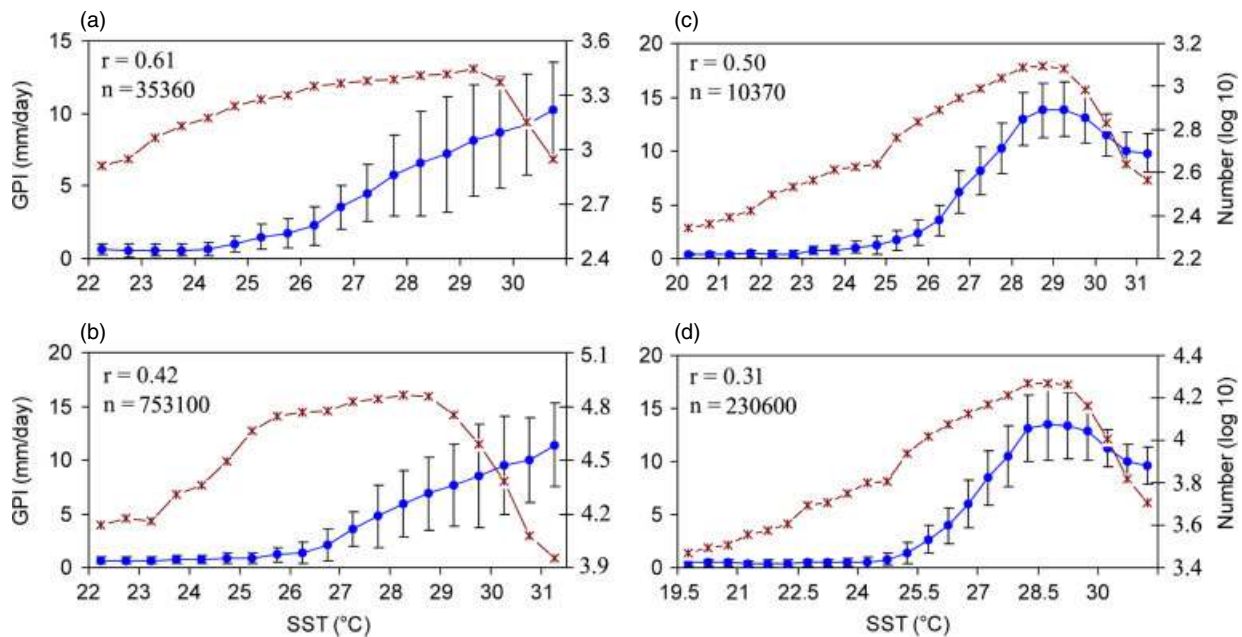 (a)
15
10
5
0
GPI (mm/day)
r = 0.61
n = 35360
3.6
3.3
3
2.7
2.4
22 23 24 25 26 27 28 29 30
(c)
20
15
10
5
0
r = 0.50
n = 10370
3.2
3.0
2.8
2.6
2.4
2.2
Number (log 10)
20 21 22 23 24 25 26 27 28 29 30 31
(b)
20
15
10
5
0
GPI (mm/day)
r = 0.42
n = 753100
5.1
4.8
4.5
4.2
3.9
22 23 24 25 26 27 28 29 30 31
SST (°C)
(d)
20
15
10
5
0
r = 0.31
n = 230600
4.4
4.2
4
3.8
3.6
3.4
Number (log 10)
19.5 21 22.5 24 25.5 27 28.5 30
SST (°C)